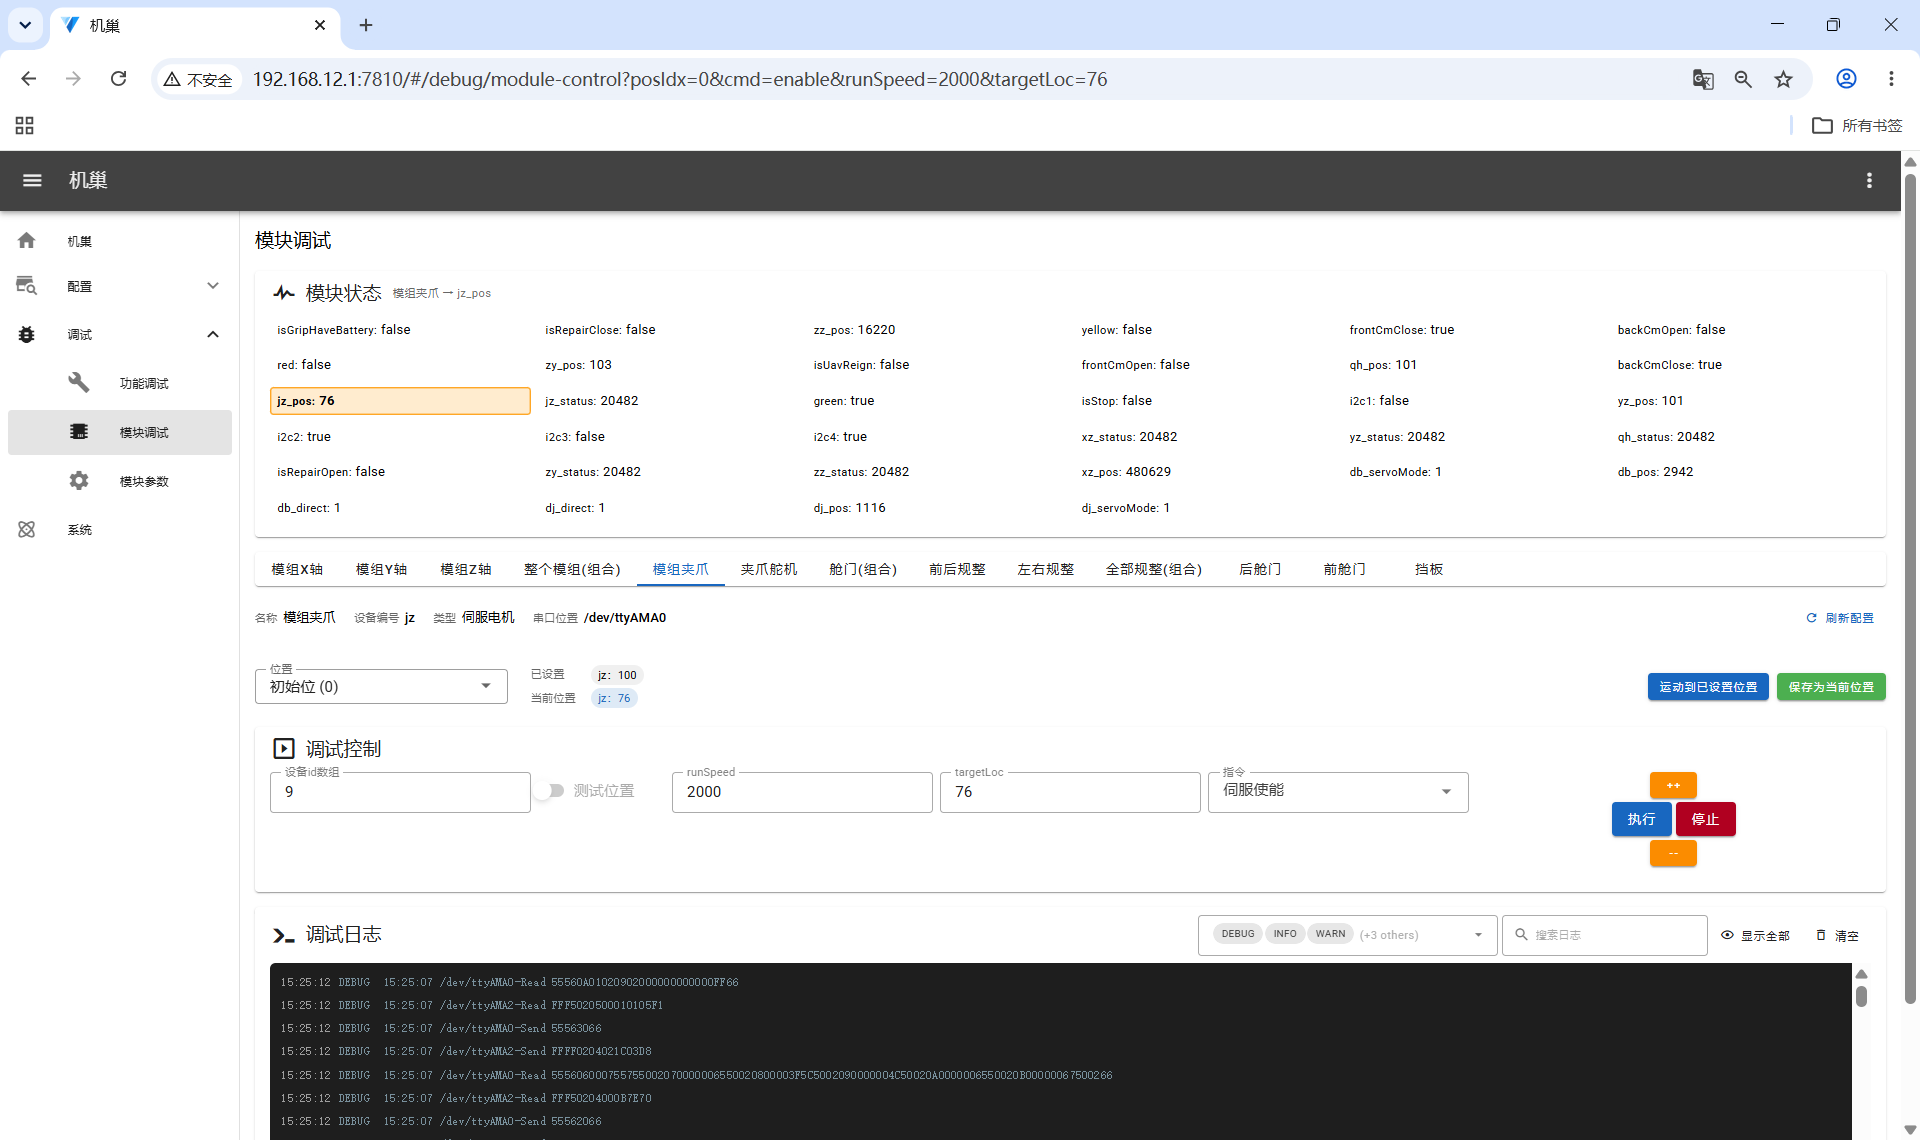 机巢
不安全 192.168.12.1:7810/#/debug/module-control?posIdx=0&cmd=enable&runSpeed=2000&targetLoc=76
所有书签
机巢
机巢
配置
调试
功能调试
模块调试
模块参数
系统
模块调试
模块状态 模组夹爪 → jz_pos
isGripHaveBattery: false isRepairClose: false zz_pos: 16220 yellow: false frontCmClose: true backCmOpen: false
red: false zy_pos: 103 isUavReign: false frontCmOpen: false qh_pos: 101 backCmClose: true
jz_pos: 76 jz_status: 20482 green: true isStop: false i2c1: false yz_pos: 101
i2c2: true i2c3: false i2c4: true xz_status: 20482 yz_status: 20482 qh_status: 20482
isRepairOpen: false zy_status: 20482 zz_status: 20482 xz_pos: 480629 db_servoMode: 1 db_pos: 2942
db_direct: 1 dj_direct: 1 dj_pos: 1116 dj_servoMode: 1
模组X轴 模组Y轴 模组Z轴 整个模组(组合) 模组夹爪 夹爪舵机 舱门(组合) 前后规整 左右规整 全部规整(组合) 后舱门 前舱门 挡板
名称 模组夹爪 设备编号 jz 类型 伺服电机 串口位置 /dev/ttyAMA0 刷新配置
位置
初始位 (0)
已设置 jz: 100
当前位置 jz: 76
运动到已设置位置 保存为当前位置
调试控制
设备id数组 runSpeed targetLoc 指令
9 测试位置 2000 76 伺服使能
++
执行 停止
--
调试日志 DEBUG INFO WARN (+3 others) 搜索日志 显示全部 清空
15:25:12 DEBUG 15:25:07 /dev/ttyAMA0-Read 55560A01020902000000000000FF66
15:25:12 DEBUG 15:25:07 /dev/ttyAMA2-Read FFF5020500010105F1
15:25:12 DEBUG 15:25:07 /dev/ttyAMA0-Send 55563066
15:25:12 DEBUG 15:25:07 /dev/ttyAMA2-Send FFFF0204021C03D8
15:25:12 DEBUG 15:25:07 /dev/ttyAMA0-Read 555606000755755002070000006550020800003F5C5002090000004C50020A0000006550020B00000067500266
15:25:12 DEBUG 15:25:07 /dev/ttyAMA2-Read FFF50204000B7E70
15:25:12 DEBUG 15:25:07 /dev/ttyAMA0-Send 55562066